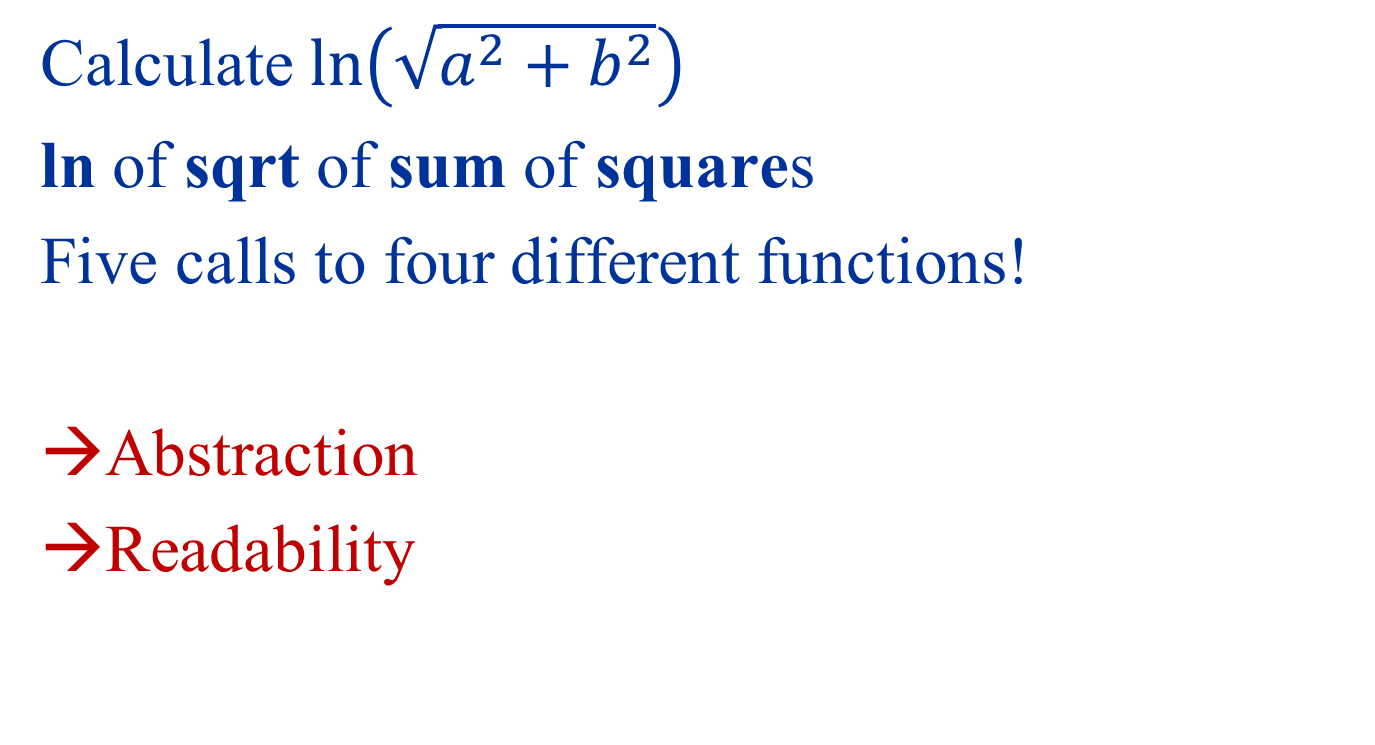 Calculate ln(√a² + b²)
ln of sqrt of sum of squares
Five calls to four different functions!
→Abstraction
→Readability